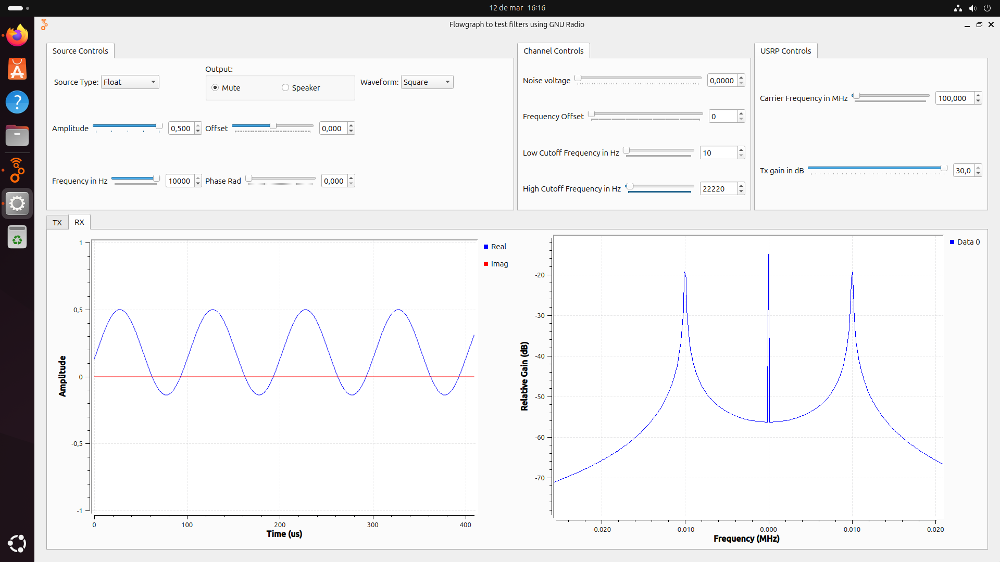 12 de mar 16:16
Flowgraph to test filters using GNU Radio
Source Controls
Source Type: Float
Output:
Mute
Speaker
Waveform: Square
Amplitude 0,500
Offset 0,000
Frequency in Hz 10000
Phase Rad 0,000
Channel Controls
Noise voltage 0,0000
Frequency Offset 0
Low Cutoff Frequency in Hz 10
High Cutoff Frequency in Hz 22220
USRP Controls
Carrier Frequency in MHz 100,000
Tx gain in dB 30,0
TX RX
1
0,5
0
-0,5
-1
Amplitude
0 100 200 300 400
Time (us)
Real
Imag
-20
-30
-40
-50
-60
-70
Relative Gain (dB)
-0.020 -0.010 0.000 0.010 0.020
Frequency (MHz)
Data 0